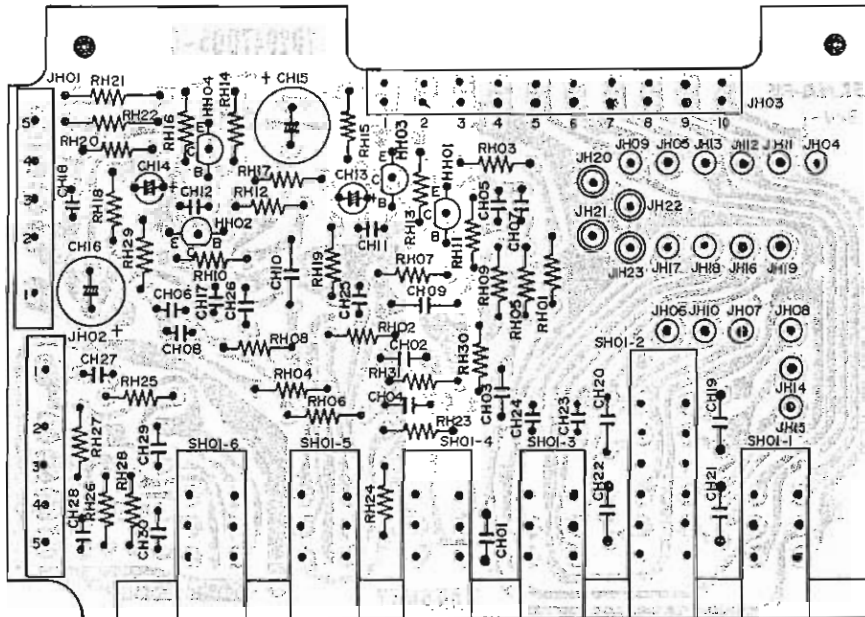 JH01
RH21
RH22
RH20
5
4
3
2
1
CH14
+
CH18
RH18
RH29
CH16
+
JH02
RH16
HH04
E
C
B
RH14
+
CH15
RH17
RH12
CH12
HH02
E
C
B
RH10
CH06
CH17
CH26
CH08
CH10
RH19
CH13
+
CH11
CH25
RH15
HH03
E
C
B
RH13
HH01
E
C
B
RH11
RH07
CH09
1 2 3 4 5 6 7 8 9 10
JH03
RH03
CH05
CH07
RH09
RH05
RH01
JH20
JH09
JH05
JH13
JH12
JH11
JH04
JH21
JH22
JH23
JH17
JH18
JH16
JH19
JH06
JH10
JH07
JH08
JH14
JH15
SH01-2
RH08
RH02
CH02
RH30
RH31
RH04
RH06
CH04
CH03
RH23
CH24
CH23
CH20
CH19
CH27
RH25
1
2
3
4
5
RH27
CH29
RH28
RH26
CH28
CH30
SH01-6
SH01-5
SH01-4
SH01-3
SH01-1
RH24
CH01
CH22
CH21